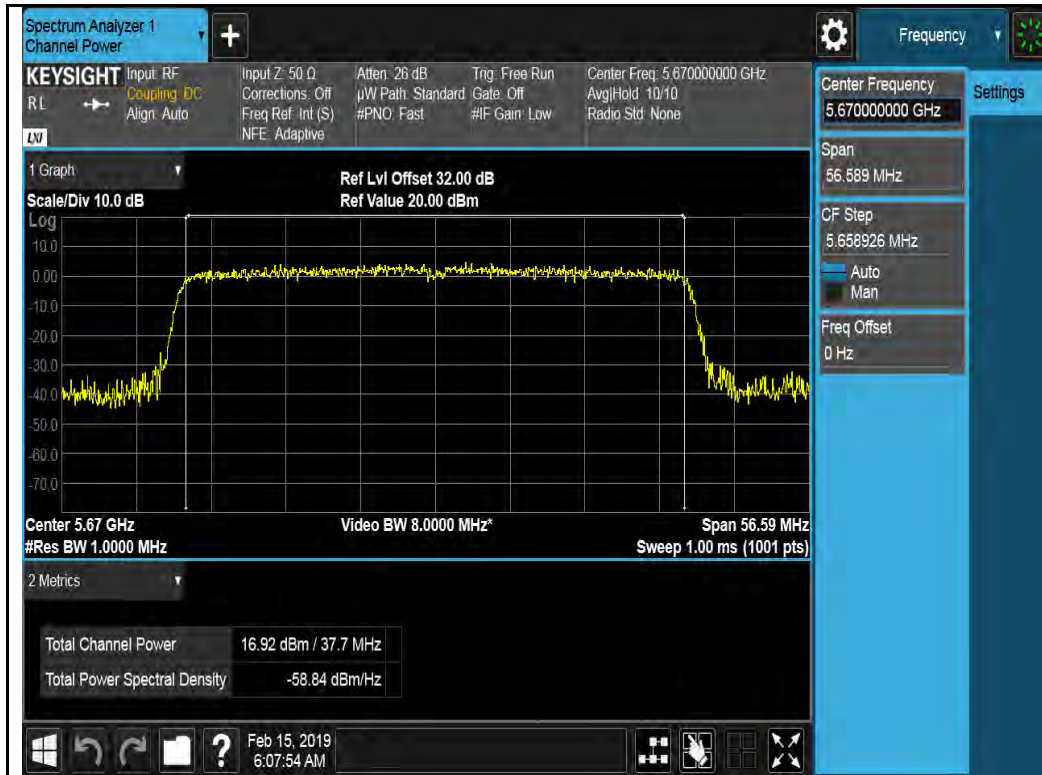 Spectrum Analyzer 1
Channel Power
+
Frequency
KEYSIGHT
RL
LXI
Input: RF
Coupling: DC
Align: Auto
Input Z: 50 Ω
Corrections: Off
Freq Ref: Int (S)
NFE: Adaptive
Atten: 26 dB
µW Path: Standard
#PNO: Fast
Trig: Free Run
Gate: Off
#IF Gain: Low
Center Freq: 5.670000000 GHz
Avg|Hold: 10/10
Radio Std: None
Center Frequency
5.670000000 GHz
Settings
Span
56.589 MHz
CF Step
5.658926 MHz
Auto
Man
Freq Offset
0 Hz
1 Graph
Scale/Div 10.0 dB
Ref Lvl Offset 32.00 dB
Ref Value 20.00 dBm
Log
10.0
0.00
-10.0
-20.0
-30.0
-40.0
-50.0
-60.0
-70.0
Center 5.67 GHz
#Res BW 1.0000 MHz
Video BW 8.0000 MHz*
Span 56.59 MHz
Sweep 1.00 ms (1001 pts)
2 Metrics
Total Channel Power 16.92 dBm / 37.7 MHz
Total Power Spectral Density -58.84 dBm/Hz
?
Feb 15, 2019
6:07:54 AM